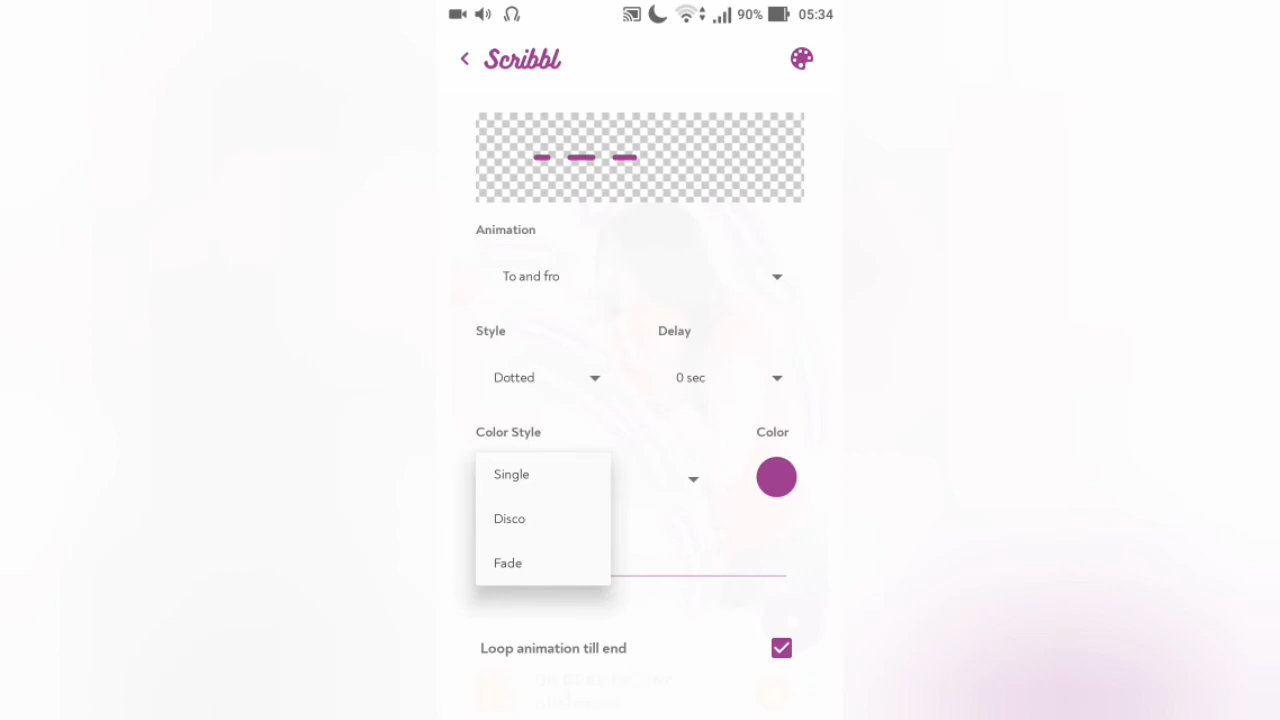 90% 05:34
Scribbl
Animation
To and fro
Style Delay
Dotted 0 sec
Color Style Color
Single
Disco
Fade
Loop animation till end